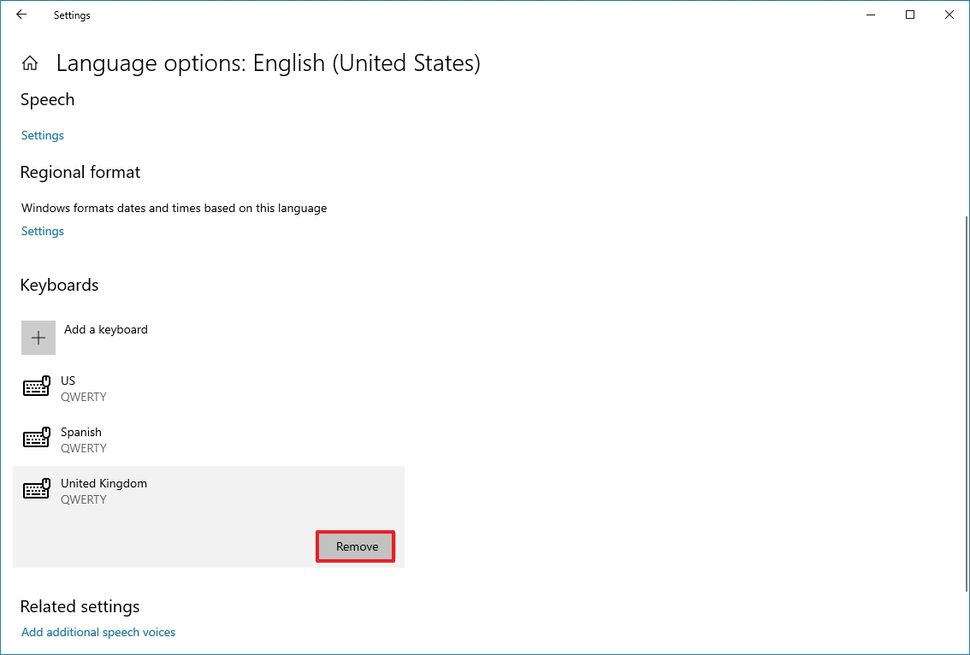 Settings
Language options: English (United States)
Speech
Settings
Regional format
Windows formats dates and times based on this language
Settings
Keyboards
Add a keyboard
US
QWERTY
Spanish
QWERTY
United Kingdom
QWERTY
Remove
Related settings
Add additional speech voices